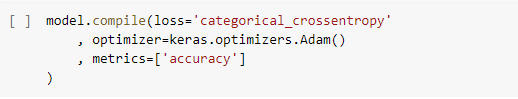 [ ] model.compile(loss='categorical_crossentropy'
, optimizer=keras.optimizers.Adam()
, metrics=['accuracy']
)